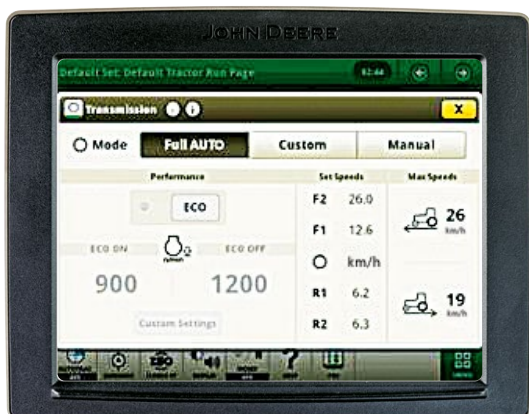 JOHN DEERE
Default Set: Default Tractor Run Page
Transmission
X
Mode
Full AUTO
Custom
Manual
Performance
Set Speeds
Max Speeds
ECO
F2 26.0
F1 12.6
km/h
R1 6.2
R2 6.3
26
km/h
19
km/h
ECO ON
ECO OFF
900
1200
Custom Settings